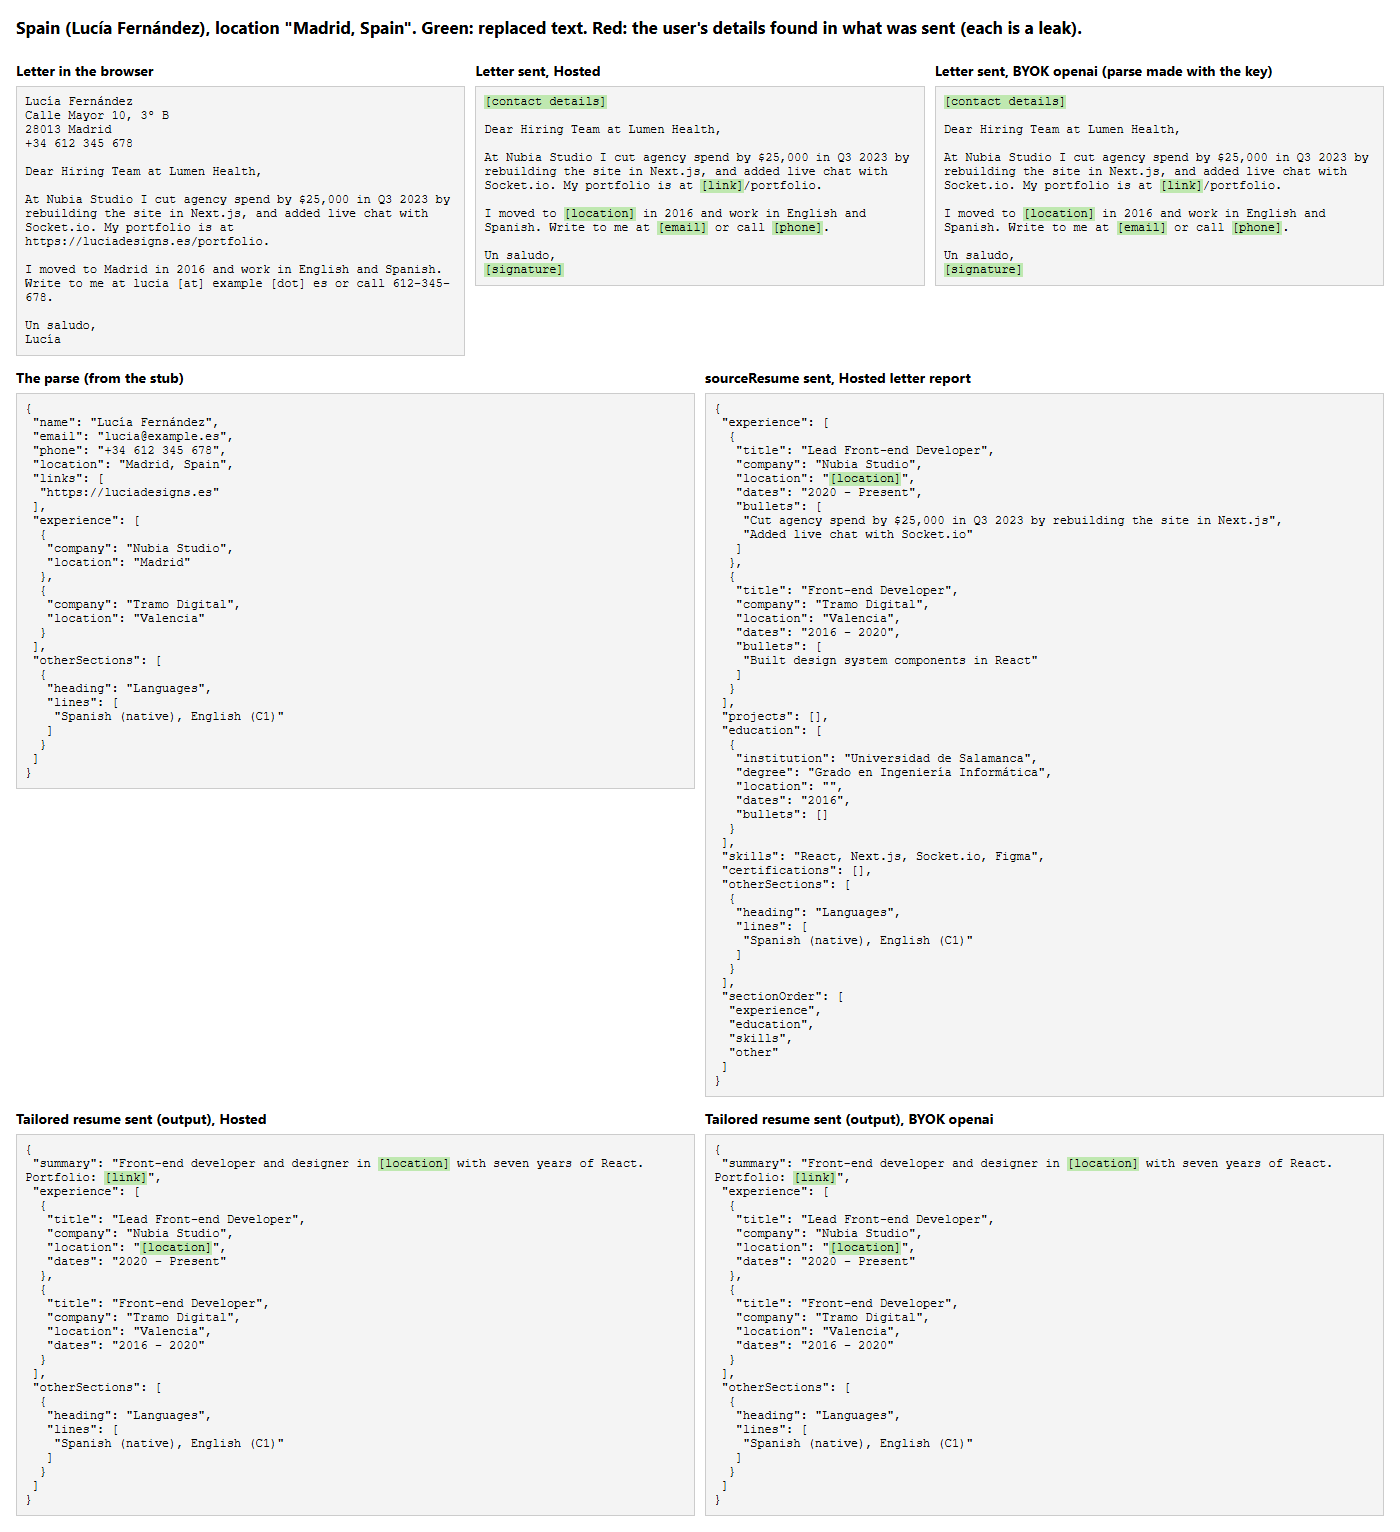 Spain (Lucía Fernández), location "Madrid, Spain". Green: replaced text. Red: the user's details found in what was sent (each is a leak).
Letter in the browser
Lucía Fernández
Calle Mayor 10, 3º B
28013 Madrid
+34 612 345 678
Dear Hiring Team at Lumen Health,
At Nubia Studio I cut agency spend by $25,000 in Q3 2023 by
rebuilding the site in Next.js, and added live chat with
Socket.io. My portfolio is at
https://luciadesigns.es/portfolio.
I moved to Madrid in 2016 and work in English and Spanish.
Write to me at lucia [at] example [dot] es or call 612-345-
678.
Un saludo,
Lucía
Letter sent, Hosted
[contact details]
Dear Hiring Team at Lumen Health,
At Nubia Studio I cut agency spend by $25,000 in Q3 2023 by
rebuilding the site in Next.js, and added live chat with
Socket.io. My portfolio is at [link]/portfolio.
I moved to [location] in 2016 and work in English and
Spanish. Write to me at [email] or call [phone].
Un saludo,
[signature]
Letter sent, BYOK openai (parse made with the key)
[contact details]
Dear Hiring Team at Lumen Health,
At Nubia Studio I cut agency spend by $25,000 in Q3 2023 by
rebuilding the site in Next.js, and added live chat with
Socket.io. My portfolio is at [link]/portfolio.
I moved to [location] in 2016 and work in English and
Spanish. Write to me at [email] or call [phone].
Un saludo,
[signature]
The parse (from the stub)
{
"name": "Lucía Fernández",
"email": "lucia@example.es",
"phone": "+34 612 345 678",
"location": "Madrid, Spain",
"links": [
"https://luciadesigns.es"
],
"experience": [
{
"company": "Nubia Studio",
"location": "Madrid"
},
{
"company": "Tramo Digital",
"location": "Valencia"
}
],
"otherSections": [
{
"heading": "Languages",
"lines": [
"Spanish (native), English (C1)"
]
}
]
}
sourceResume sent, Hosted letter report
{
"experience": [
{
"title": "Lead Front-end Developer",
"company": "Nubia Studio",
"location": "[location]",
"dates": "2020 - Present",
"bullets": [
"Cut agency spend by $25,000 in Q3 2023 by rebuilding the site in Next.js",
"Added live chat with Socket.io"
]
},
{
"title": "Front-end Developer",
"company": "Tramo Digital",
"location": "Valencia",
"dates": "2016 - 2020",
"bullets": [
"Built design system components in React"
]
}
],
"projects": [],
"education": [
{
"institution": "Universidad de Salamanca",
"degree": "Grado en Ingeniería Informática",
"location": "",
"dates": "2016",
"bullets": []
}
],
"skills": "React, Next.js, Socket.io, Figma",
"certifications": [],
"otherSections": [
{
"heading": "Languages",
"lines": [
"Spanish (native), English (C1)"
]
}
],
"sectionOrder": [
"experience",
"education",
"skills",
"other"
]
}
Tailored resume sent (output), Hosted
{
"summary": "Front-end developer and designer in [location] with seven years of React.
Portfolio: [link]",
"experience": [
{
"title": "Lead Front-end Developer",
"company": "Nubia Studio",
"location": "[location]",
"dates": "2020 - Present"
},
{
"title": "Front-end Developer",
"company": "Tramo Digital",
"location": "Valencia",
"dates": "2016 - 2020"
}
],
"otherSections": [
{
"heading": "Languages",
"lines": [
"Spanish (native), English (C1)"
]
}
]
}
Tailored resume sent (output), BYOK openai
{
"summary": "Front-end developer and designer in [location] with seven years of React.
Portfolio: [link]",
"experience": [
{
"title": "Lead Front-end Developer",
"company": "Nubia Studio",
"location": "[location]",
"dates": "2020 - Present"
},
{
"title": "Front-end Developer",
"company": "Tramo Digital",
"location": "Valencia",
"dates": "2016 - 2020"
}
],
"otherSections": [
{
"heading": "Languages",
"lines": [
"Spanish (native), English (C1)"
]
}
]
}